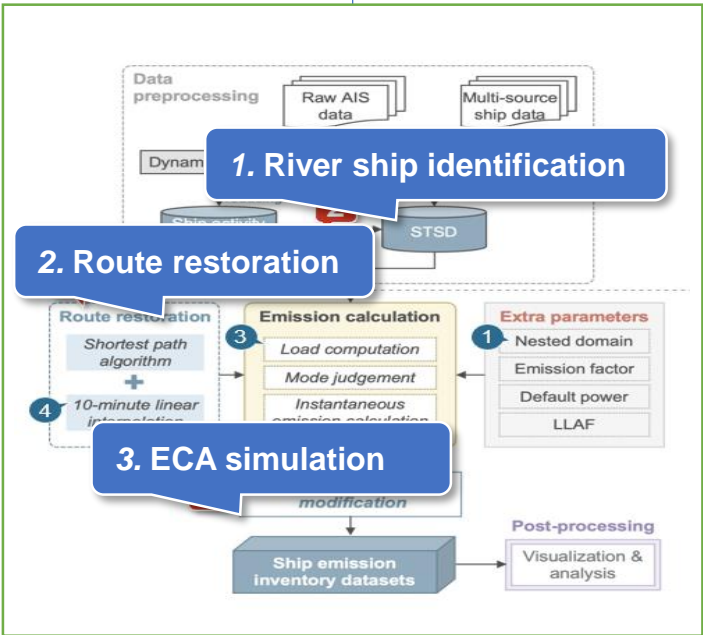 Data
preprocessing
Raw AIS
data
Multi-source
ship data
1. River ship identification
STSD
2. Route restoration
Route restoration
Shortest path
algorithm
+
4
10-minute linear
Emission calculation
3
Load computation
Mode judgement
Instantaneous
Extra parameters
1
Nested domain
Emission factor
Default power
LLAF
3. ECA simulation
modification
Ship emission
inventory datasets
Post-processing
Visualization &
analysis